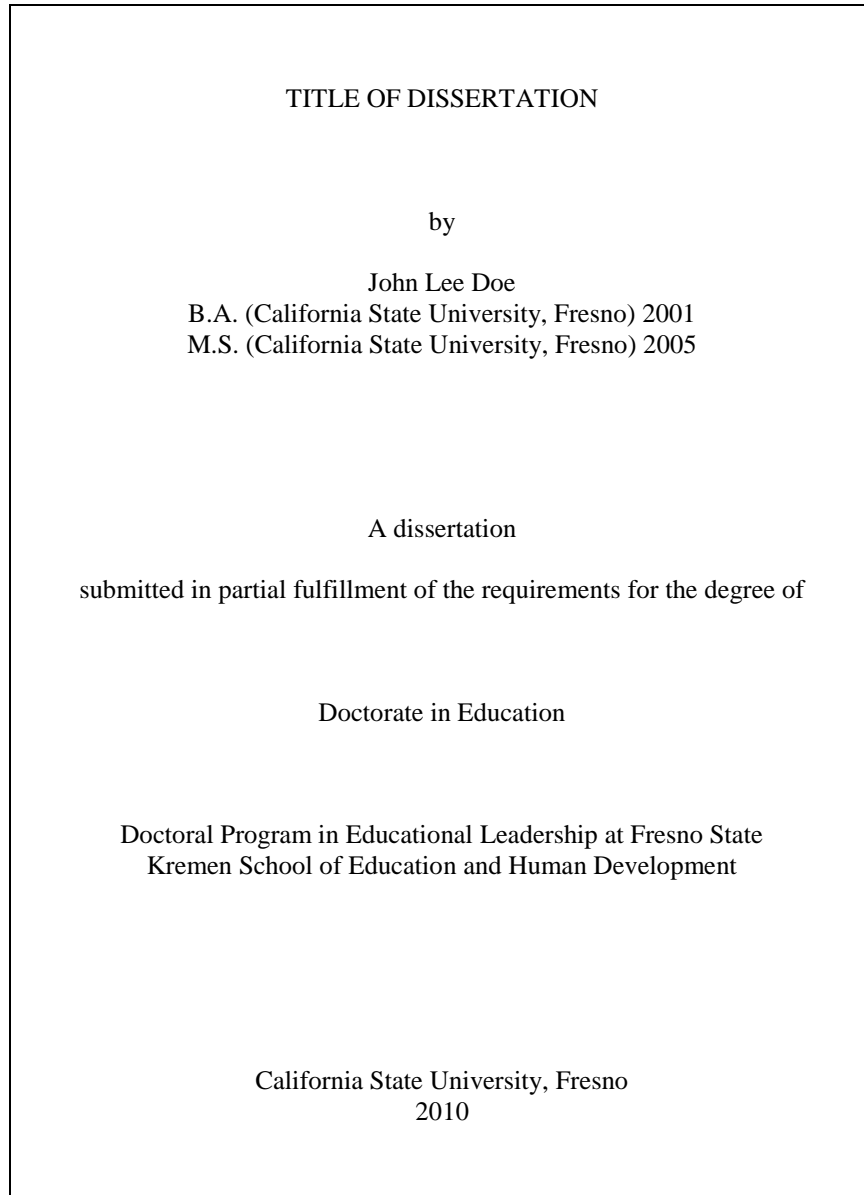 TITLE OF DISSERTATION
by
John Lee Doe
B.A. (California State University, Fresno) 2001
M.S. (California State University, Fresno) 2005
A dissertation
submitted in partial fulfillment of the requirements for the degree of
Doctorate in Education
Doctoral Program in Educational Leadership at Fresno State
Kremen School of Education and Human Development
California State University, Fresno
2010